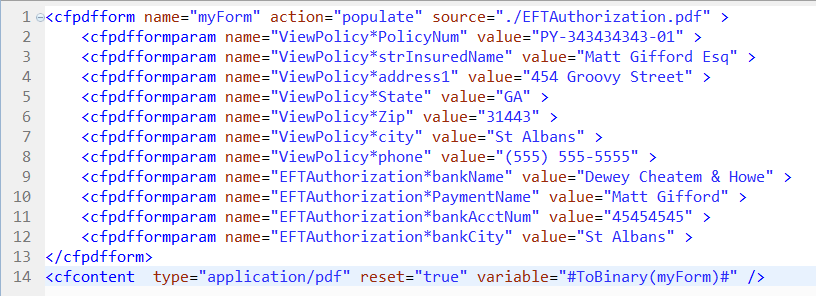 1 <cfpdfform name="myForm" action="populate" source="./EFTAuthorization.pdf" >
2 <cfpdfformparam name="ViewPolicy*PolicyNum" value="PY-343434343-01" >
3 <cfpdfformparam name="ViewPolicy*strInsuredName" value="Matt Gifford Esq" >
4 <cfpdfformparam name="ViewPolicy*address1" value="454 Groovy Street" >
5 <cfpdfformparam name="ViewPolicy*State" value="GA" >
6 <cfpdfformparam name="ViewPolicy*Zip" value="31443" >
7 <cfpdfformparam name="ViewPolicy*city" value="St Albans" >
8 <cfpdfformparam name="ViewPolicy*phone" value="(555) 555-5555" >
9 <cfpdfformparam name="EFTAuthorization*bankName" value="Dewey Cheatem & Howe" >
10 <cfpdfformparam name="EFTAuthorization*PaymentName" value="Matt Gifford" >
11 <cfpdfformparam name="EFTAuthorization*bankAcctNum" value="45454545" >
12 <cfpdfformparam name="EFTAuthorization*bankCity" value="St Albans" >
13 </cfpdfform>
14 <cfcontent  type="application/pdf" reset="true" variable="#ToBinary(myForm)#" />